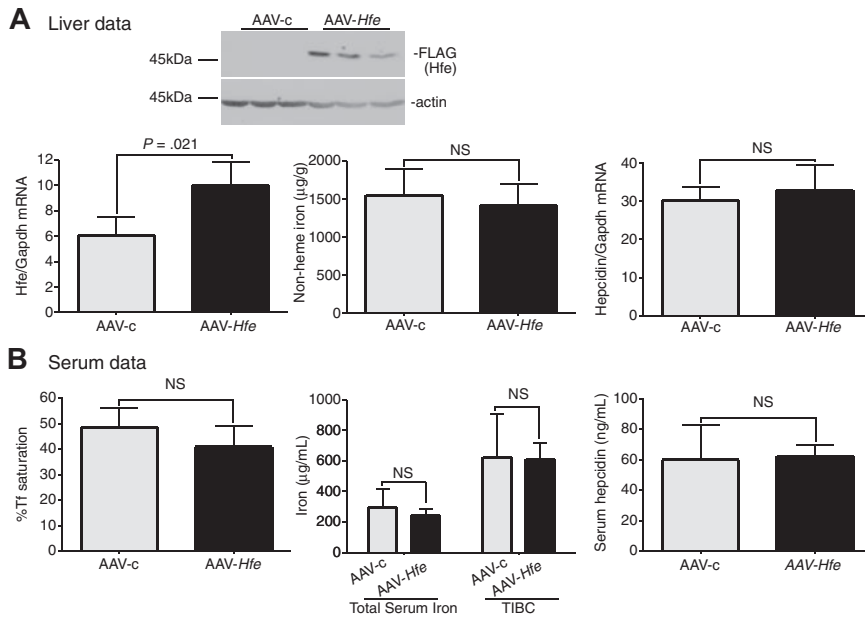 A Liver data
AAV-c AAV-Hfe
45kDa
-FLAG
(Hfe)
45kDa
-actin
P = .021
Hfe/Gapdh mRNA
12
10
8
6
4
2
0
AAV-c AAV-Hfe
NS
Non-heme iron (µg/g)
2000
1500
1000
500
0
AAV-c AAV-Hfe
NS
Hepcidin/Gapdh mRNA
40
30
20
10
0
AAV-c AAV-Hfe
B Serum data
NS
%Tf saturation
60
50
40
30
20
10
0
AAV-c AAV-Hfe
Iron (µg/mL)
1000
800
600
400
200
0
NS
NS
AAV-c
AAV-Hfe
AAV-c
AAV-Hfe
Total Serum Iron TIBC
NS
Serum hepcidin (ng/mL)
100
80
60
40
20
0
AAV-c AAV-Hfe